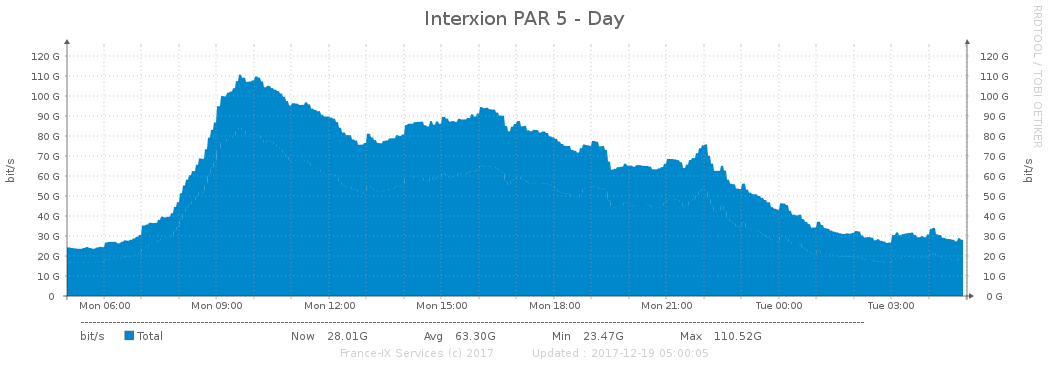 Interxion PAR 5 - Day
RRDTOOL / TOBI OETIKER
bit/s
120 G
110 G
100 G
90 G
80 G
70 G
60 G
50 G
40 G
30 G
20 G
10 G
0
120 G
110 G
100 G
90 G
80 G
70 G
60 G
50 G
40 G
30 G
20 G
10 G
0 G
bit/s
Mon 06:00 Mon 09:00 Mon 12:00 Mon 15:00 Mon 18:00 Mon 21:00 Tue 00:00 Tue 03:00
bit/s Total Now 28.01G Avg 63.30G Min 23.47G Max 110.52G
France-IX Services (c) 2017 Updated : 2017-12-19 05:00:05